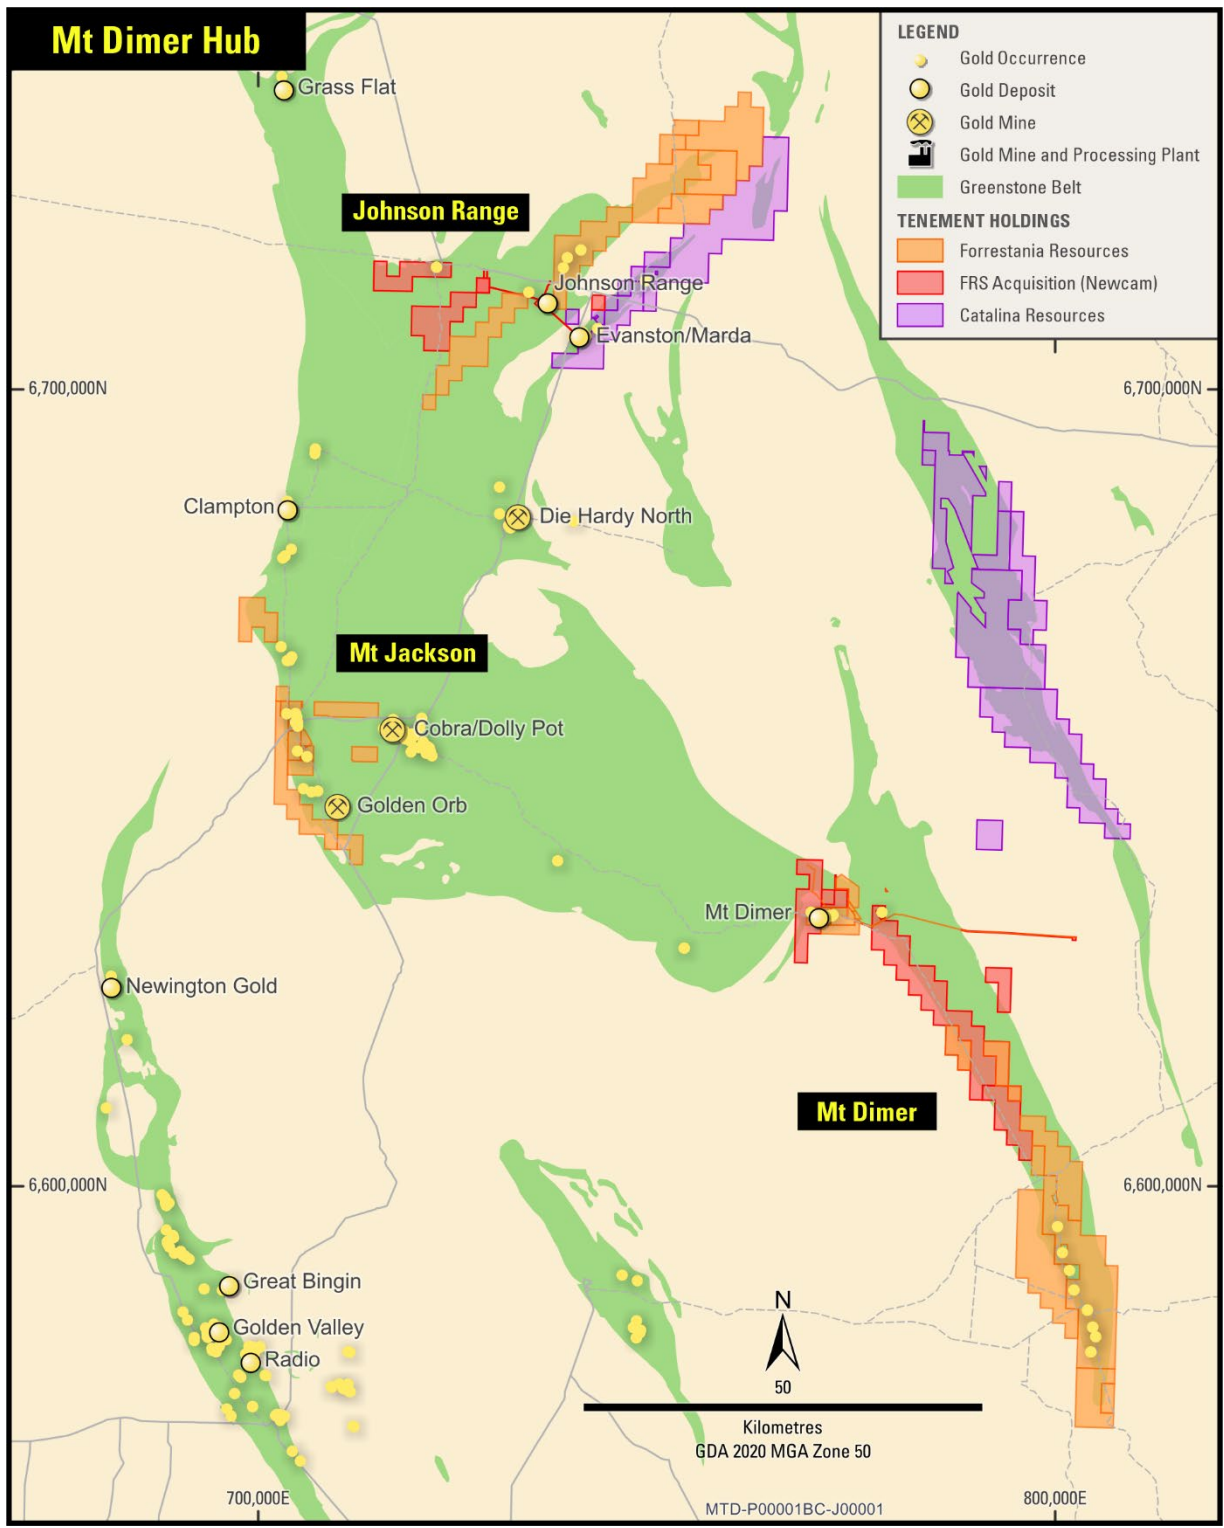 Mt Dimer Hub
LEGEND
Gold Occurrence
Gold Deposit
Gold Mine
Gold Mine and Processing Plant
Greenstone Belt
TENEMENT HOLDINGS
Forrestania Resources
FRS Acquisition (Newcam)
Catalina Resources
Grass Flat
Johnson Range
Johnson Range
Evanston/Marda
6,700,000N
6,700,000N
Clampton
Die Hardy North
Mt Jackson
Cobra/Dolly Pot
Golden Orb
Mt Dimer
Newington Gold
Mt Dimer
6,600,000N
6,600,000N
Great Bingin
Golden Valley
Radio
N
50
Kilometres
GDA 2020 MGA Zone 50
700,000E
MTD-P00001BC-J00001
800,000E